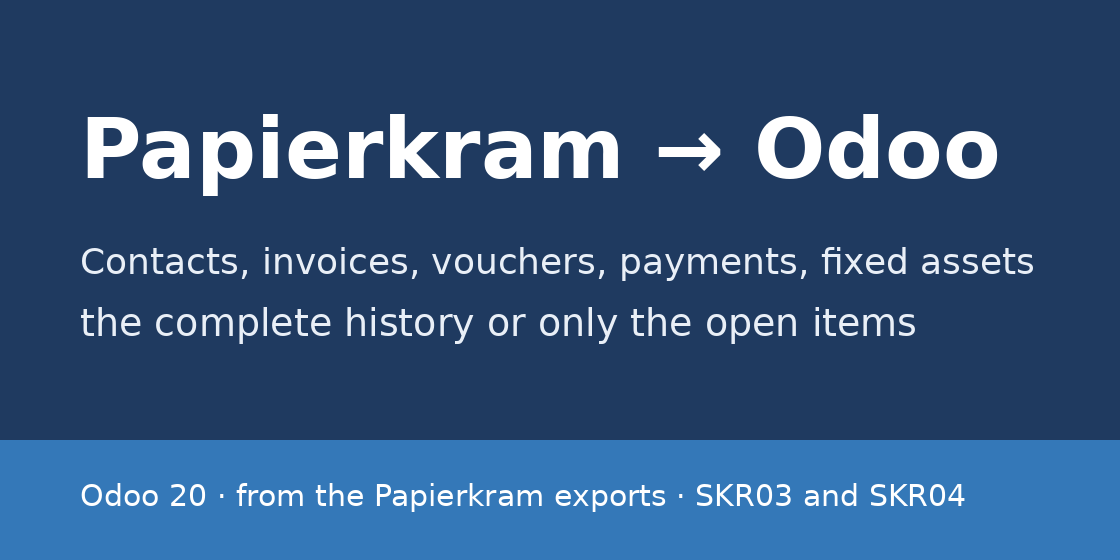 Papierkram → Odoo
Contacts, invoices, vouchers, payments, fixed assets
the complete history or only the open items
Odoo 20 · from the Papierkram exports · SKR03 and SKR04